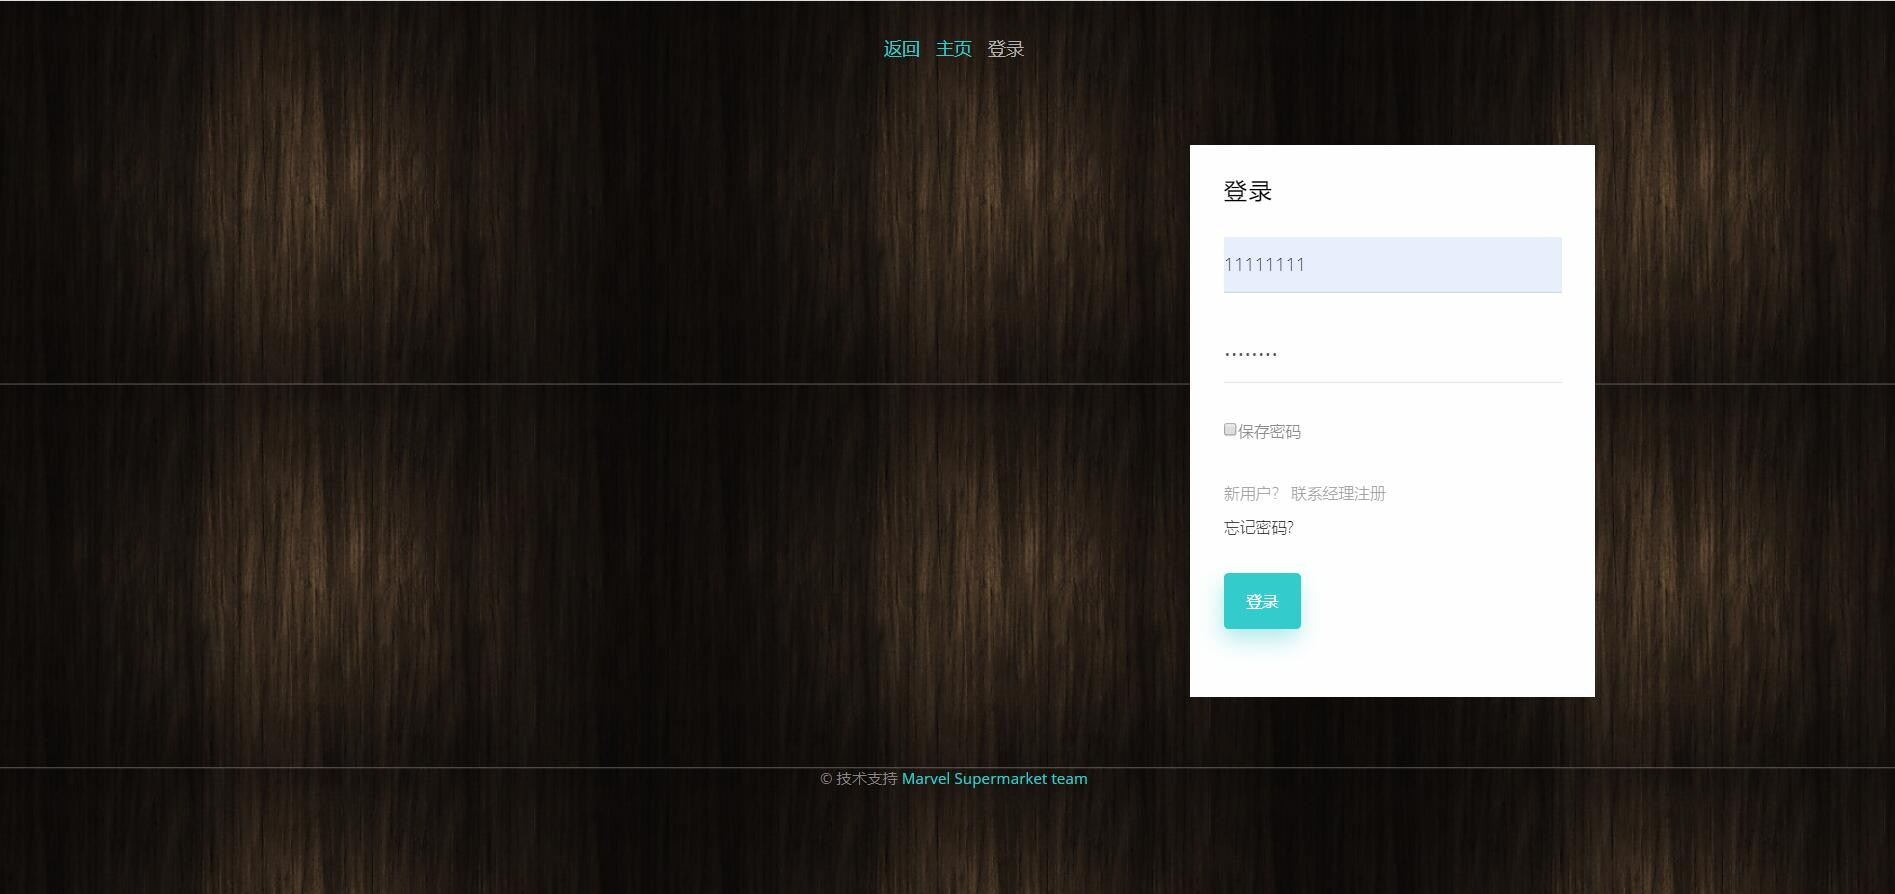 返回 主页 登录
登录
11111111
········
保存密码
新用户? 联系经理注册
忘记密码?
登录
© 技术支持 Marvel Supermarket team